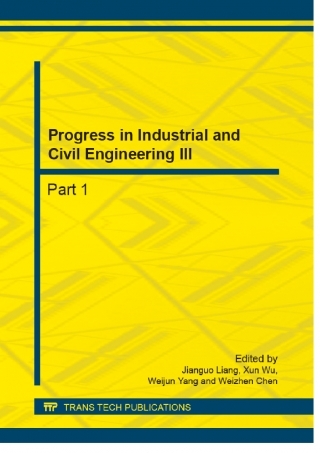 Progress in Industrial and
Civil Engineering III
Part 1
Edited by
Jianguo Liang, Xun Wu,
Weijun Yang and Weizhen Chen
TTP TRANS TECH PUBLICATIONS